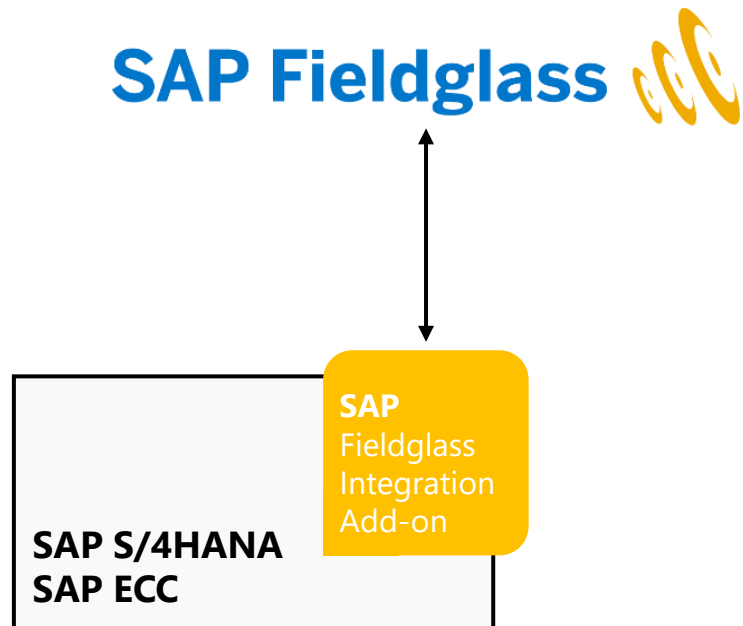 SAP Fieldglass
SAP
Fieldglass
Integration
Add-on
SAP S/4HANA
SAP ECC